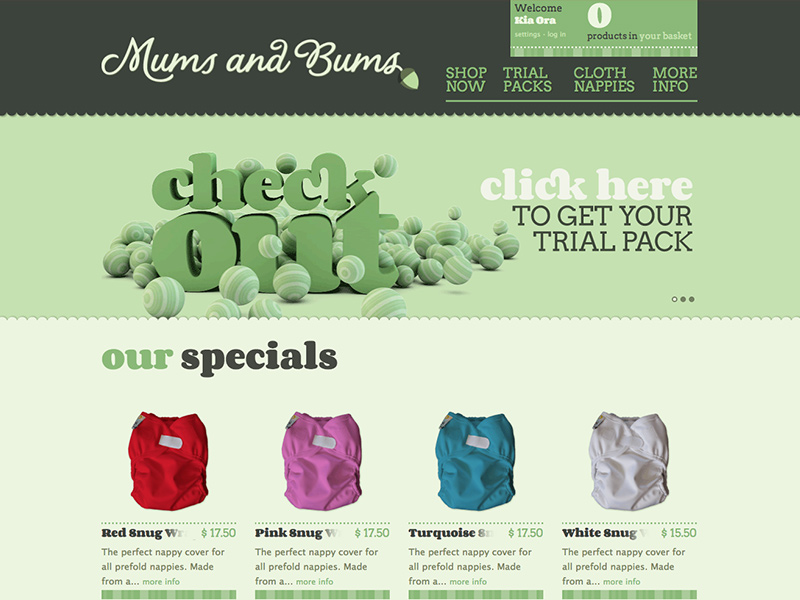 Welcome
Kia Ora
settings - log in
0
products in your basket
Mums and Bums
SHOP NOW
TRIAL PACKS
CLOTH NAPPIES
MORE INFO
check
out
click here
TO GET YOUR
TRIAL PACK
our specials
Red Snug Wr $ 17.50
The perfect nappy cover for
all prefold nappies. Made
from a... more info
Pink Snug W $ 17.50
The perfect nappy cover for
all prefold nappies. Made
from a... more info
Turquoise S $ 17.50
The perfect nappy cover for
all prefold nappies. Made
from a... more info
White Snug $ 15.50
The perfect nappy cover for
all prefold nappies. Made
from a... more info